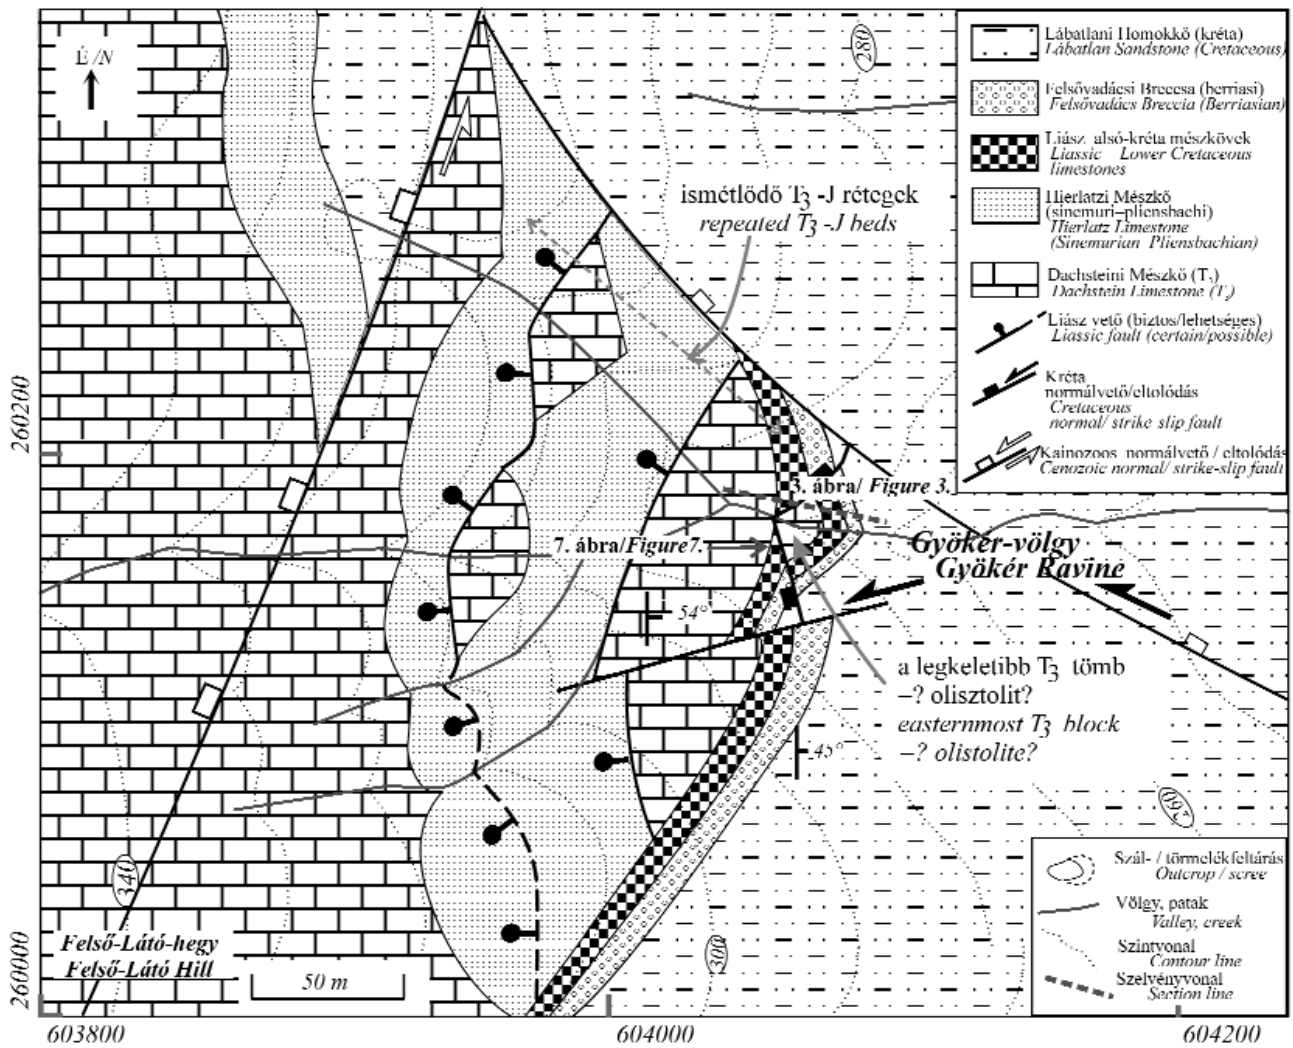 É /N
280
Lábatlani Homokkő (kréta)
Lábatlan Sandstone (Cretaceous)
Felsővadácsi Breccsa (berriasi)
Felsővadács Breccia (Berriasian)
Liász alsó-kréta mészkövek
Liassic Lower Cretaceous
limestones
Hierlatzi Mészkő
(sinemuri–pliensbachi)
Hierlatz Limestone
(Sinemurian Pliensbachian)
Dachsteini Mészkő (T3)
Dachstein Limestone (T3)
Liász vető (biztos/lehetséges)
Liassic fault (certain/possible)
Kréta
normálvető/eltolódás
Cretaceous
normal/ strike slip fault
Kainozoos normálvető / eltolódás
Cenozoic normal/ strike-slip fault
ismétlődő T3 -J rétegek
repeated T3 -J beds
260200
3. ábra/ Figure 3.
7. ábra/Figure7.
Gyökér-völgy
Gyökér Ravine
54°
a legkeletibb T3 tömb
–? olisztolit?
easternmost T3 block
–? olistolite?
45°
260
340
300
Felső-Látó-hegy
Felső-Látó Hill
50 m
Szál- / törmelékfeltárás
Outcrop / scree
Völgy, patak
Valley, creek
Szintvonal
Contour line
Szelvényvonal
Section line
260000
603800
604000
604200